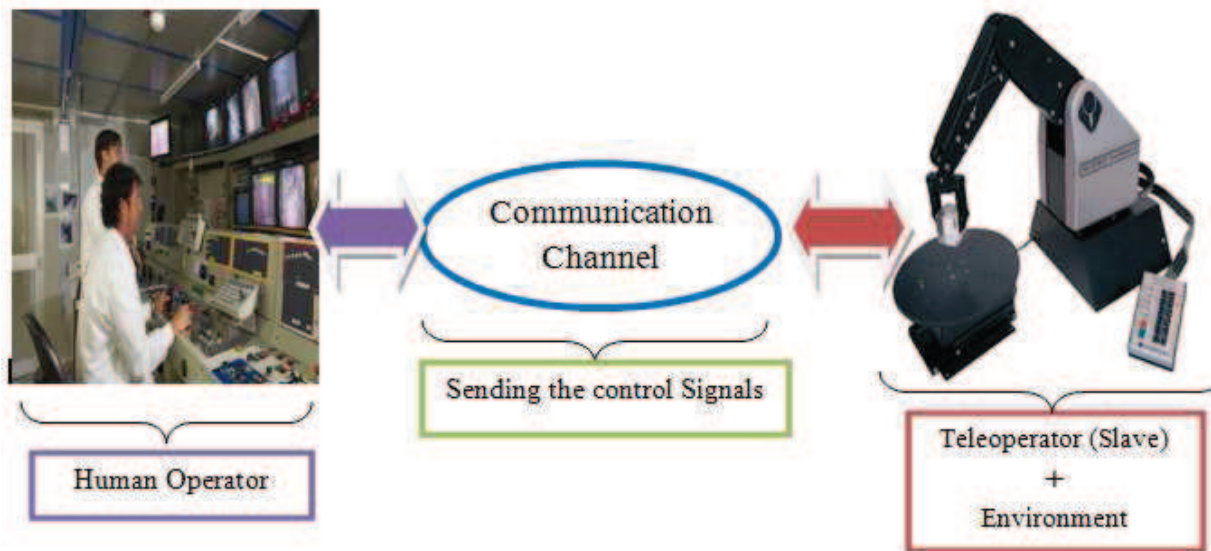 Communication
Channel
Sending the control Signals
Human Operator
Teleoperator (Slave)
+
Environment